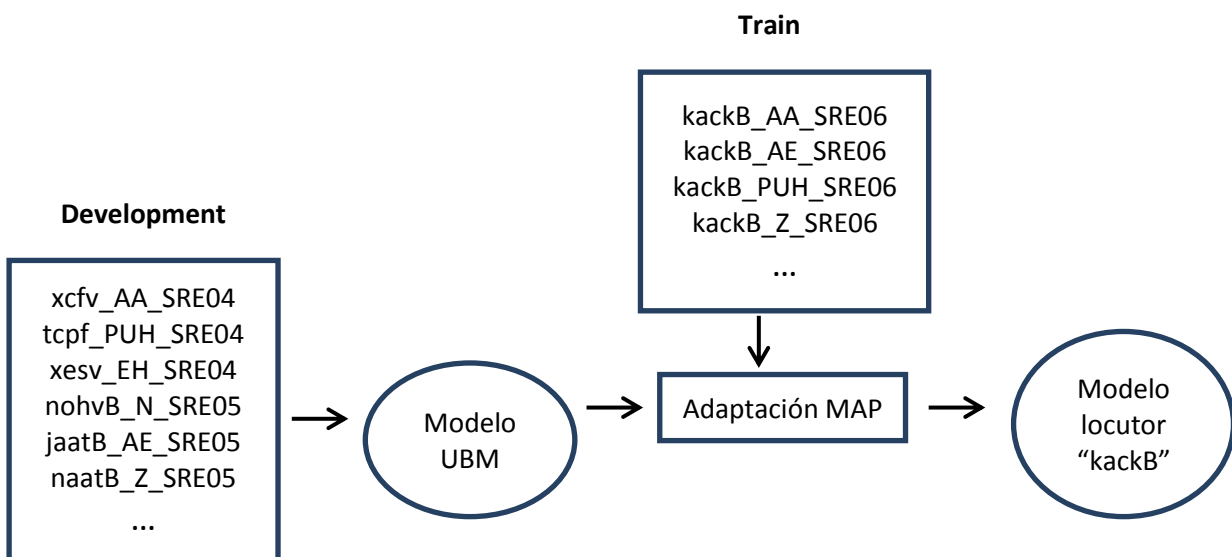 Train
kackB_AA_SRE06
kackB_AE_SRE06
kackB_PUH_SRE06
kackB_Z_SRE06
...
Development
xcfv_AA_SRE04
tcpf_PUH_SRE04
xesv_EH_SRE04
nohvB_N_SRE05
jaatB_AE_SRE05
naatB_Z_SRE05
...
Modelo
UBM
Adaptación MAP
Modelo
locutor
“kackB”